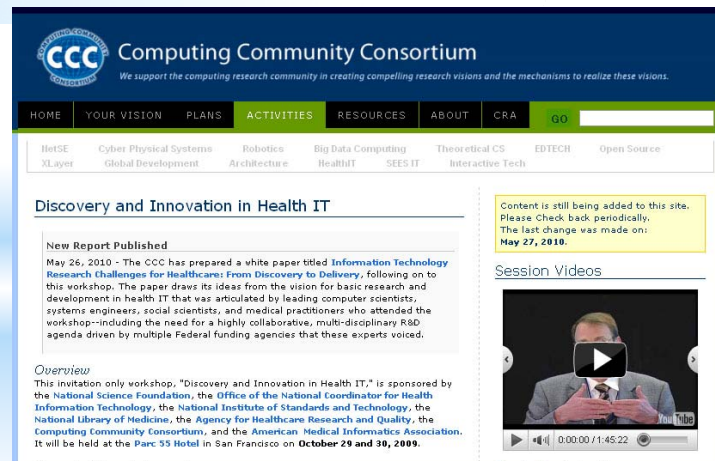 CCC
COMPUTING COMMUNITY
CONSORTIUM
Computing Community Consortium
We support the computing research community in creating compelling research visions and the mechanisms to realize these visions.
HOME YOUR VISION PLANS ACTIVITIES RESOURCES ABOUT CRA GO
NetSE Cyber Physical Systems Robotics Big Data Computing Theoretical CS EDTECH Open Source
XLayer Global Development Architecture HealthIT SEES IT Interactive Tech
Discovery and Innovation in Health IT
New Report Published
May 26, 2010 - The CCC has prepared a white paper titled Information Technology
Research Challenges for Healthcare: From Discovery to Delivery, following on to
this workshop. The paper draws its ideas from the vision for basic research and
development in health IT that was articulated by leading computer scientists,
systems engineers, social scientists, and medical practitioners who attended the
workshop--including the need for a highly collaborative, multi-disciplinary R&D
agenda driven by multiple Federal funding agencies that these experts voiced.
Overview
This invitation only workshop, "Discovery and Innovation in Health IT," is sponsored by
the National Science Foundation, the Office of the National Coordinator for Health
Information Technology, the National Institute of Standards and Technology, the
National Library of Medicine, the Agency for Healthcare Research and Quality, the
Computing Community Consortium, and the American Medical Informatics Association.
It will be held at the Parc 55 Hotel in San Francisco on October 29 and 30, 2009.
Content is still being added to this site.
Please Check back periodically.
The last change was made on:
May 27, 2010.
Session Videos
YouTube
0:00:00 / 1:45:22